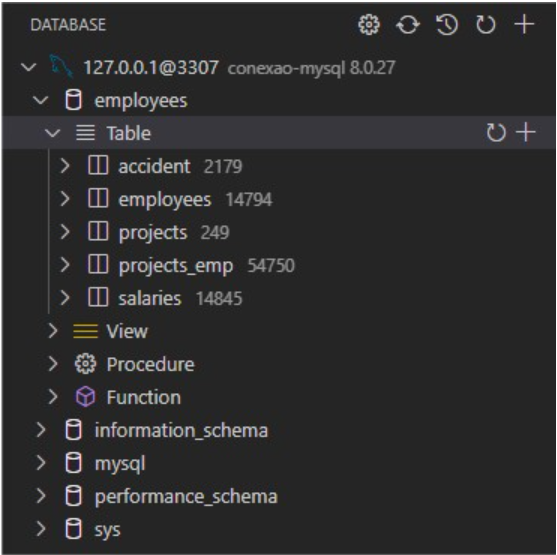 DATABASE
127.0.0.1@3307 conexao-mysql 8.0.27
employees
Table
accident 2179
employees 14794
projects 249
projects_emp 54750
salaries 14845
View
Procedure
Function
information_schema
mysql
performance_schema
sys